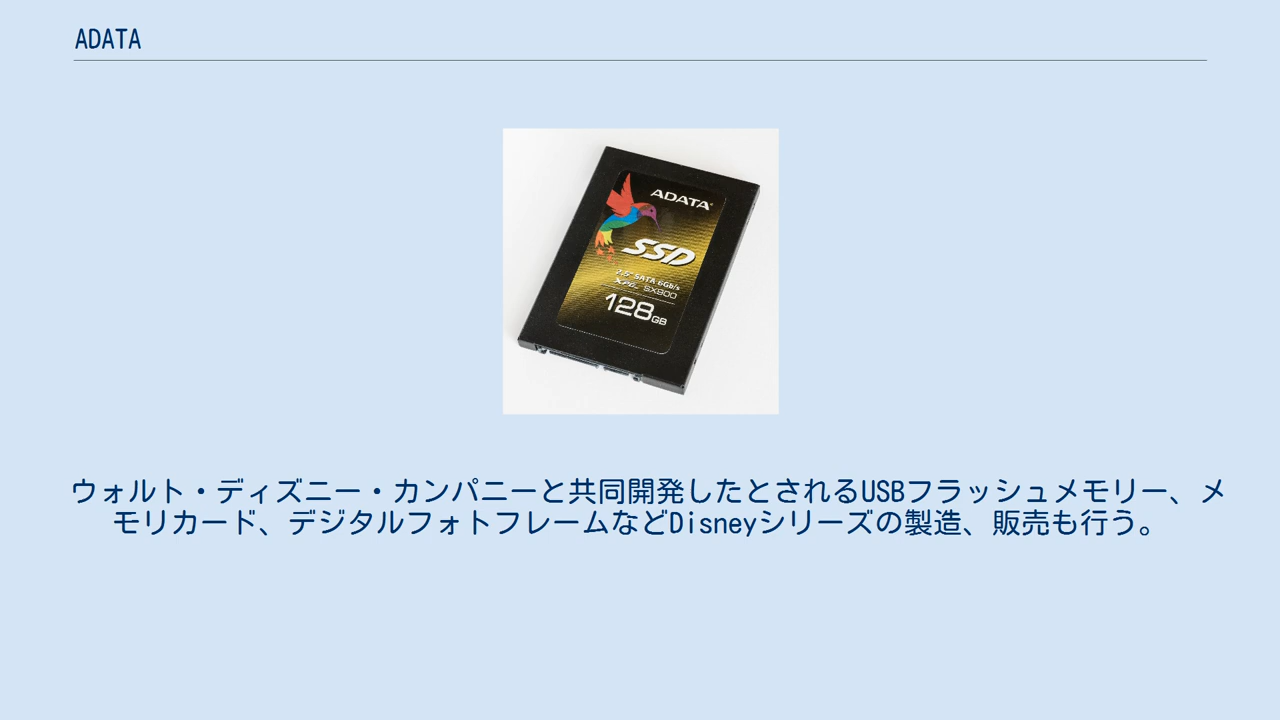 ADATA
ADATA
SSD
2.5" SATA 6Gb/s
XPG SX900
128GB
ウォルト・ディズニー・カンパニーと共同開発したとされるUSBフラッシュメモリー、メ
モリカード、デジタルフォトフレームなどDisneyシリーズの製造、販売も行う。